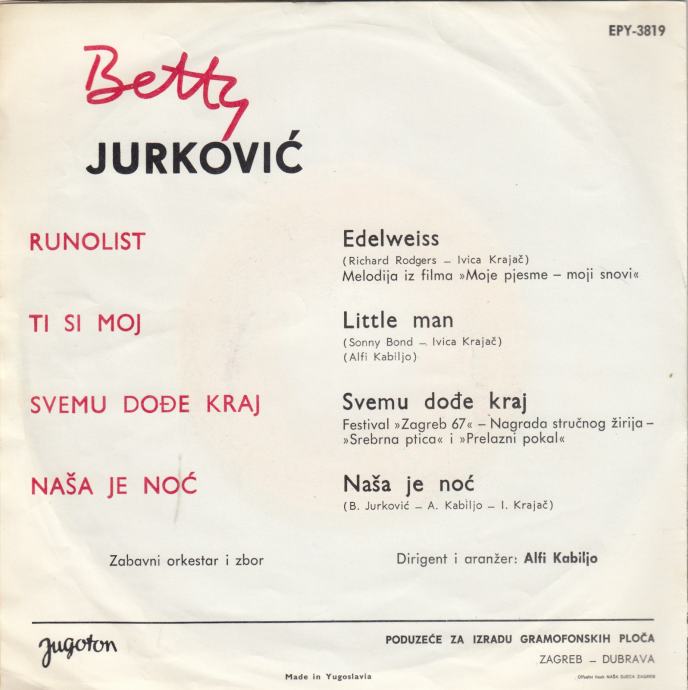 EPY-3819
Betty
JURKOVIĆ
RUNOLIST
Edelweiss
(Richard Rodgers – Ivica Krajač)
Melodija iz filma »Moje pjesme – moji snovi«
TI SI MOJ
Little man
(Sonny Bond – Ivica Krajač)
(Alfi Kabiljo)
SVEMU DOĐE KRAJ
Svemu dođe kraj
Festival »Zagreb 67« – Nagrada stručnog žirija –
»Srebrna ptica« i »Prelazni pokal«
NAŠA JE NOĆ
Naša je noć
(B. Jurković – A. Kabiljo – I. Krajač)
Zabavni orkestar i zbor
Dirigent i aranžer: Alfi Kabiljo
jugoton
PODUZEĆE ZA IZRADU GRAMOFONSKIH PLOČA
ZAGREB – DUBRAVA
Made in Yugoslavia
NAŠA DJECA ZAGREB